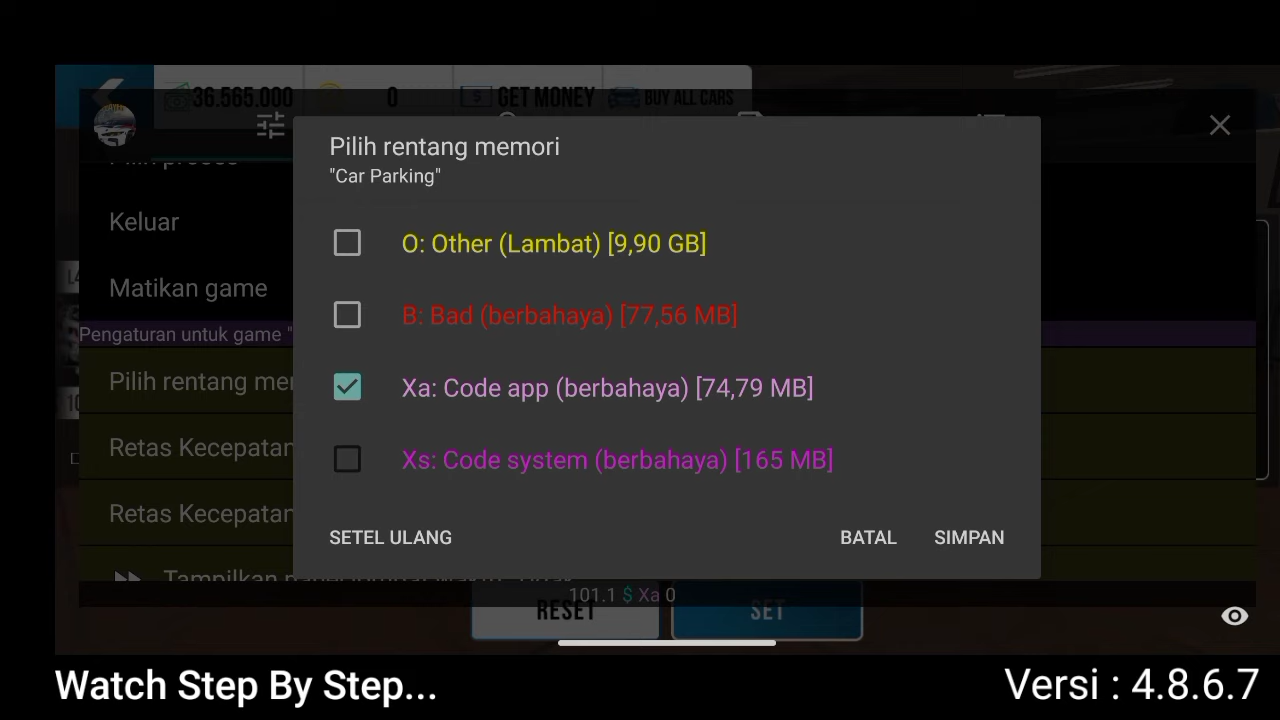 36.565.000
0
GET MONEY
BUY ALL CARS
Pilih rentang memori
"Car Parking"
Keluar
O: Other (Lambat) [9,90 GB]
Matikan game
B: Bad (berbahaya) [77,56 MB]
Pengaturan untuk game "
Pilih rentang mer
Xa: Code app (berbahaya) [74,79 MB]
Retas Kecepatan
Xs: Code system (berbahaya) [165 MB]
Retas Kecepatan
SETEL ULANG
BATAL
SIMPAN
101.1 $ Xa 0
RESET
SET
Watch Step By Step...
Versi : 4.8.6.7